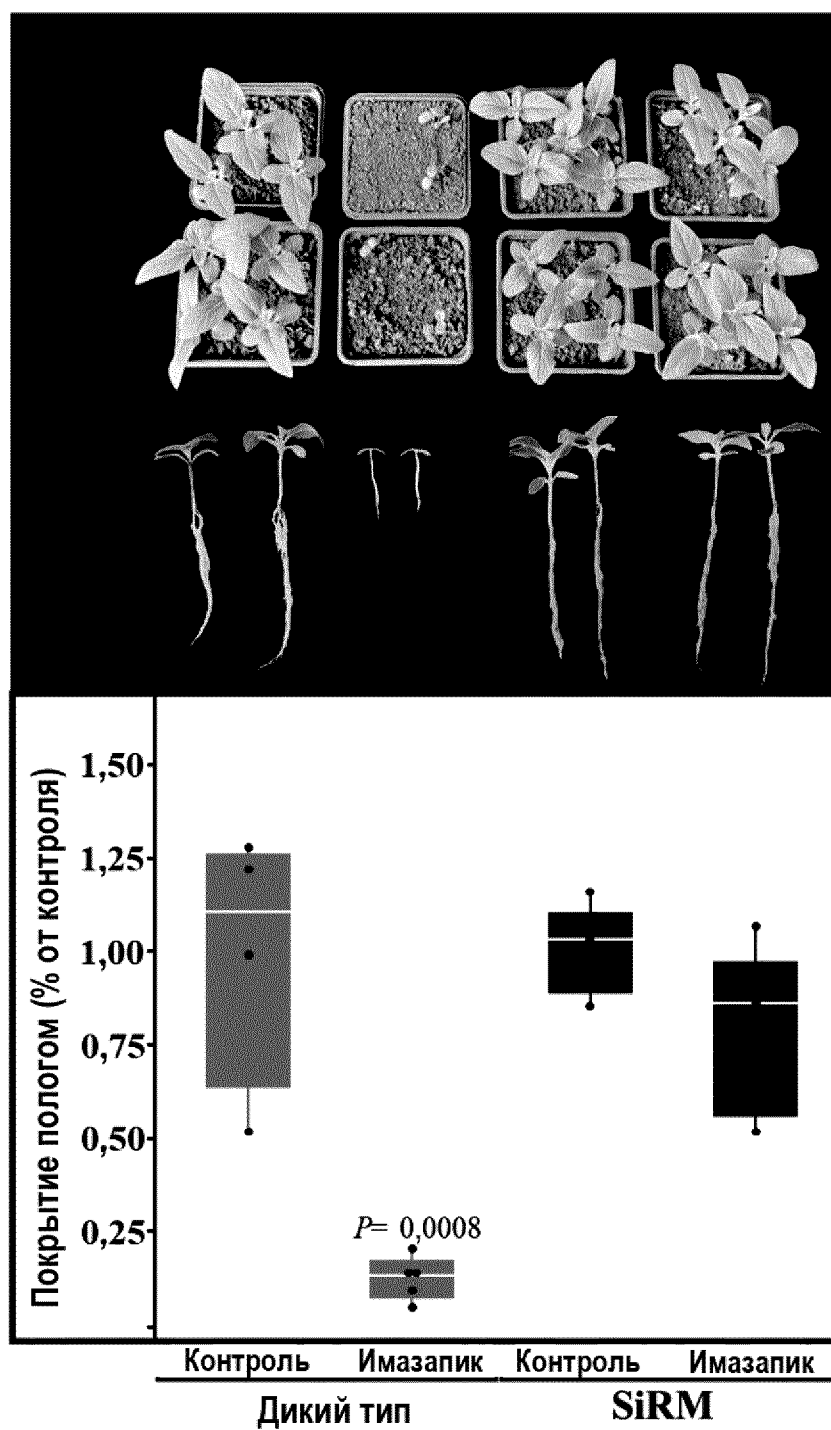 Покрытие пологом (% от контроля)
1,50
1,25
1,00
0,75
0,50
0,25
P= 0,0008
Контроль Имазапик Контроль Имазапик
Дикий тип SiRM